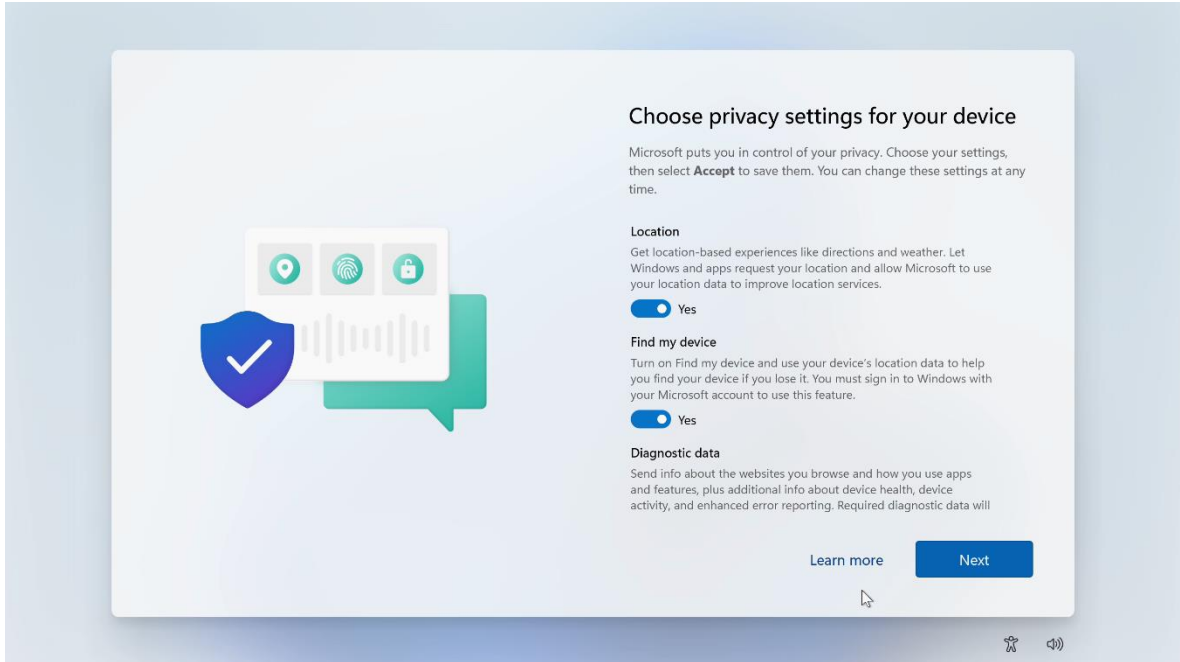 Choose privacy settings for your device
Microsoft puts you in control of your privacy. Choose your settings,
then select Accept to save them. You can change these settings at any
time.
Location
Get location-based experiences like directions and weather. Let
Windows and apps request your location and allow Microsoft to use
your location data to improve location services.
Yes
Find my device
Turn on Find my device and use your device's location data to help
you find your device if you lose it. You must sign in to Windows with
your Microsoft account to use this feature.
Yes
Diagnostic data
Send info about the websites you browse and how you use apps
and features, plus additional info about device health, device
activity, and enhanced error reporting. Required diagnostic data will
Learn more
Next